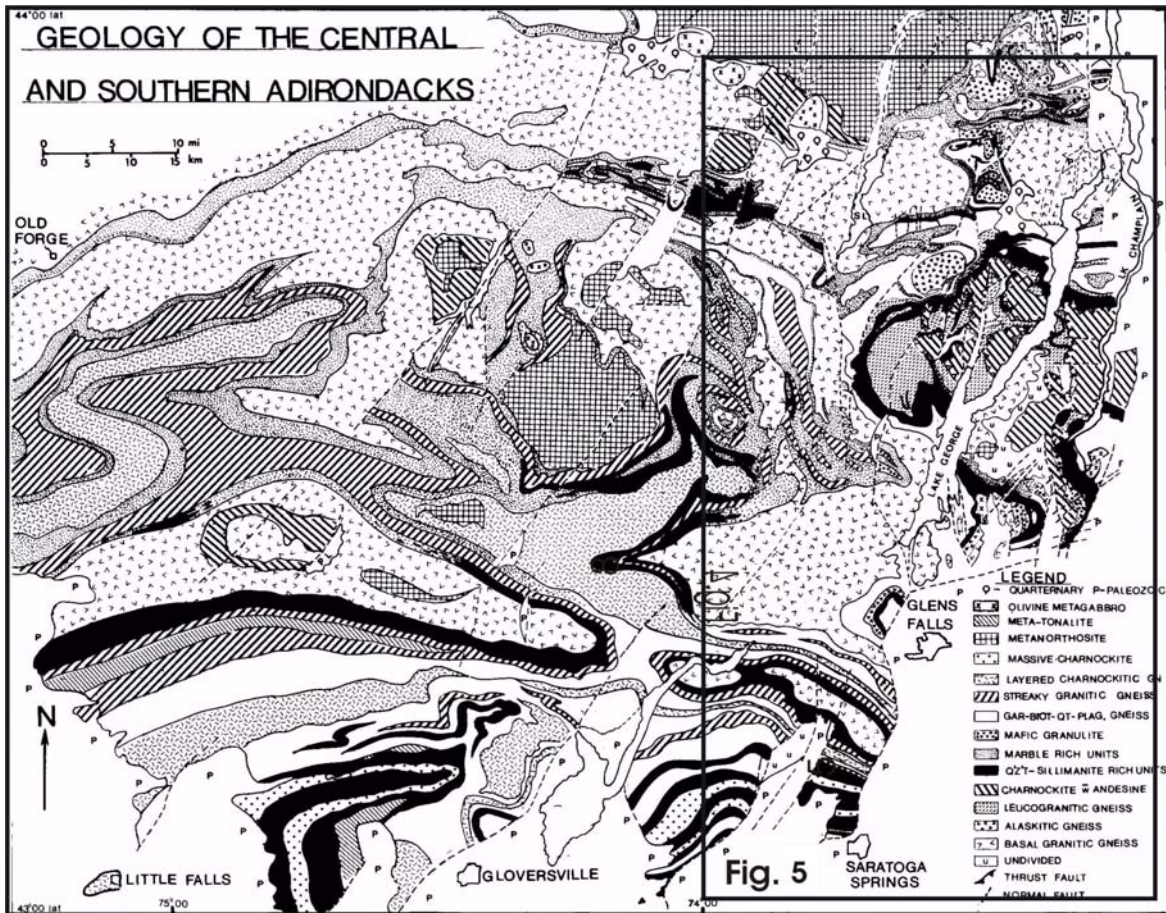 44°00 lat
GEOLOGY OF THE CENTRAL
AND SOUTHERN ADIRONDACKS
0 5 10 mi
0 5 10 15 km
OLD
FORGE
N
LITTLE FALLS
GLOVERSVILLE
SARATOGA
SPRINGS
GLENS
FALLS
LAKE GEORGE
LK CHAMPLN
SL
Fig. 5
43°00 lat
75°00
74°00
LEGEND
Q - QUATERNARY P-PALEOZOIC
OLIVINE METAGABBRO
META-TONALITE
METANORTHOSITE
MASSIVE-CHARNOCKITE
LAYERED CHARNOCKITIC GN
STREAKY GRANITIC GNEISS
GAR-BIOT-QT-PLAG, GNEISS
MAFIC GRANULITE
MARBLE RICH UNITS
QZT-SILLIMANITE RICH UNITS
CHARNOCKITE W ANDESINE
LEUCOGRANITIC GNEISS
ALASKITIC GNEISS
BASAL GRANITIC GNEISS
U UNDIVIDED
THRUST FAULT
NORMAL FAULT